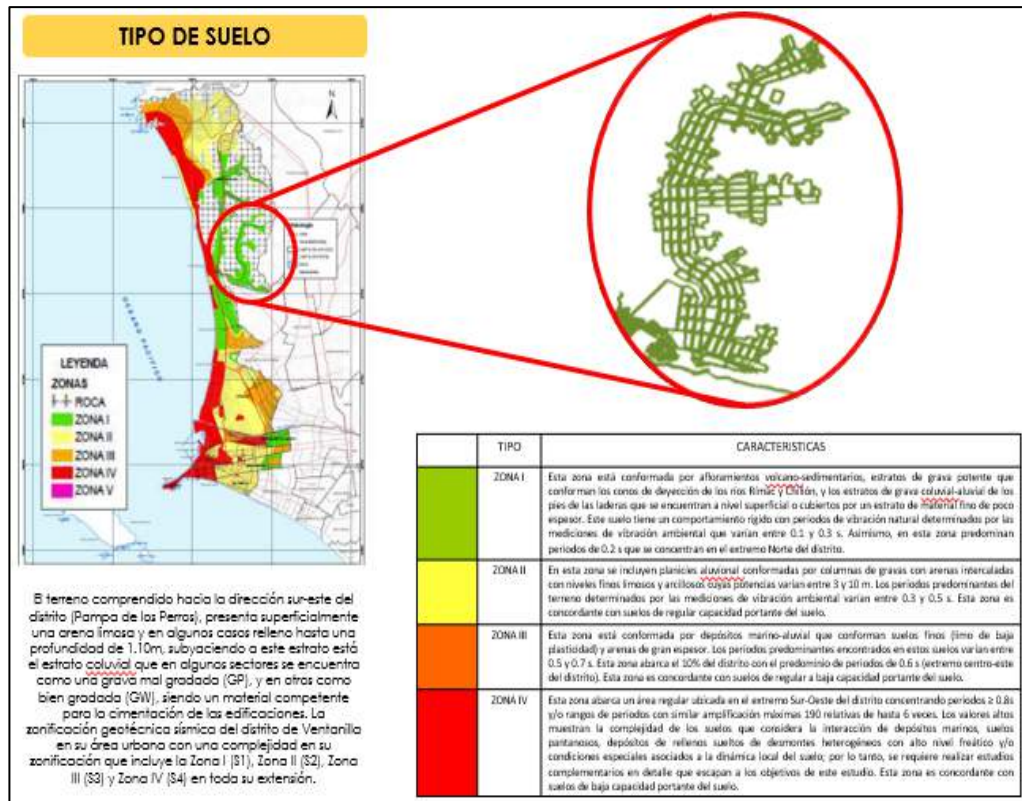 TIPO DE SUELO
N
OCEANO PACIFICO
LEYENDA
ZONAS
ROCA
ZONA I
ZONA II
ZONA III
ZONA IV
ZONA V
El terreno comprendido hacia la dirección sur-este del
distrito (Pampa de los Perros), presenta superficialmente
una arena limosa y en algunos casos relleno hasta una
profundidad de 1.10m, subyaciendo a este estrato está
el estrato coluvial que en algunos sectores se encuentra
como una grava mal gradada (GP), y en otros como
bien gradada (GW), siendo un material competente
para la cimentación de las edificaciones. La
zonificación geotécnica sísmica del distrito de Ventanilla
en su área urbana con una complejidad en su
zonificación que incluye la Zona I (S1), Zona II (S2), Zona
III (S3) y Zona IV (S4) en toda su extensión.
TIPO CARACTERISTICAS
ZONA I
Esta zona está conformada por afloramientos volcano-sedimentarios, estratos de grava potente que
conforman los conos de deyección de los ríos Rímac y Chillón, y los estratos de grava coluvial-aluvial de los
pies de las laderas que se encuentran a nivel superficial o cubiertos por un estrato de material fino de poco
espesor. Este suelo tiene un comportamiento rígido con periodos de vibración natural determinados por las
mediciones de vibración ambiental que varían entre 0.1 y 0.3 s. Asimismo, en esta zona predominan
periodos de 0.2 s que se concentran en el extremo Norte del distrito.
ZONA II
En esta zona se incluyen planicies aluvional conformadas por columnas de gravas con arenas intercaladas
con niveles finos limosos y arcillosos cuyas potencias varían entre 3 y 10 m. Los periodos predominantes del
terreno determinados por las mediciones de vibración ambiental varían entre 0.3 y 0.5 s. Esta zona es
concordante con suelos de regular capacidad portante del suelo.
ZONA III
Esta zona está conformada por depósitos marino-aluvial que conforman suelos finos (limo de baja
plasticidad) y arenas de gran espesor. Los periodos predominantes encontrados en estos suelos varían entre
0.5 y 0.7 s. Esta zona abarca el 10% del distrito con el predominio de periodos de 0.6 s (extremo centro-este
del distrito). Esta zona es concordante con suelos de regular a baja capacidad portante del suelo.
ZONA IV
Esta zona abarca un área regular ubicada en el extremo Sur-Oeste del distrito concentrando periodos ≥ 0.8s
y/o rangos de periodos con similar amplificación máximas 190 relativas de hasta 6 veces. Los valores altos
muestran la complejidad de los suelos que considera la interacción de depósitos marinos, suelos
pantanosos, depósitos de rellenos sueltos de desmontes heterogéneos con alto nivel freático y/o
condiciones especiales asociados a la dinámica local del suelo; por lo tanto, se requiere realizar estudios
complementarios en detalle que escapan a los objetivos de este estudio. Esta zona es concordante con
suelos de baja capacidad portante del suelo.